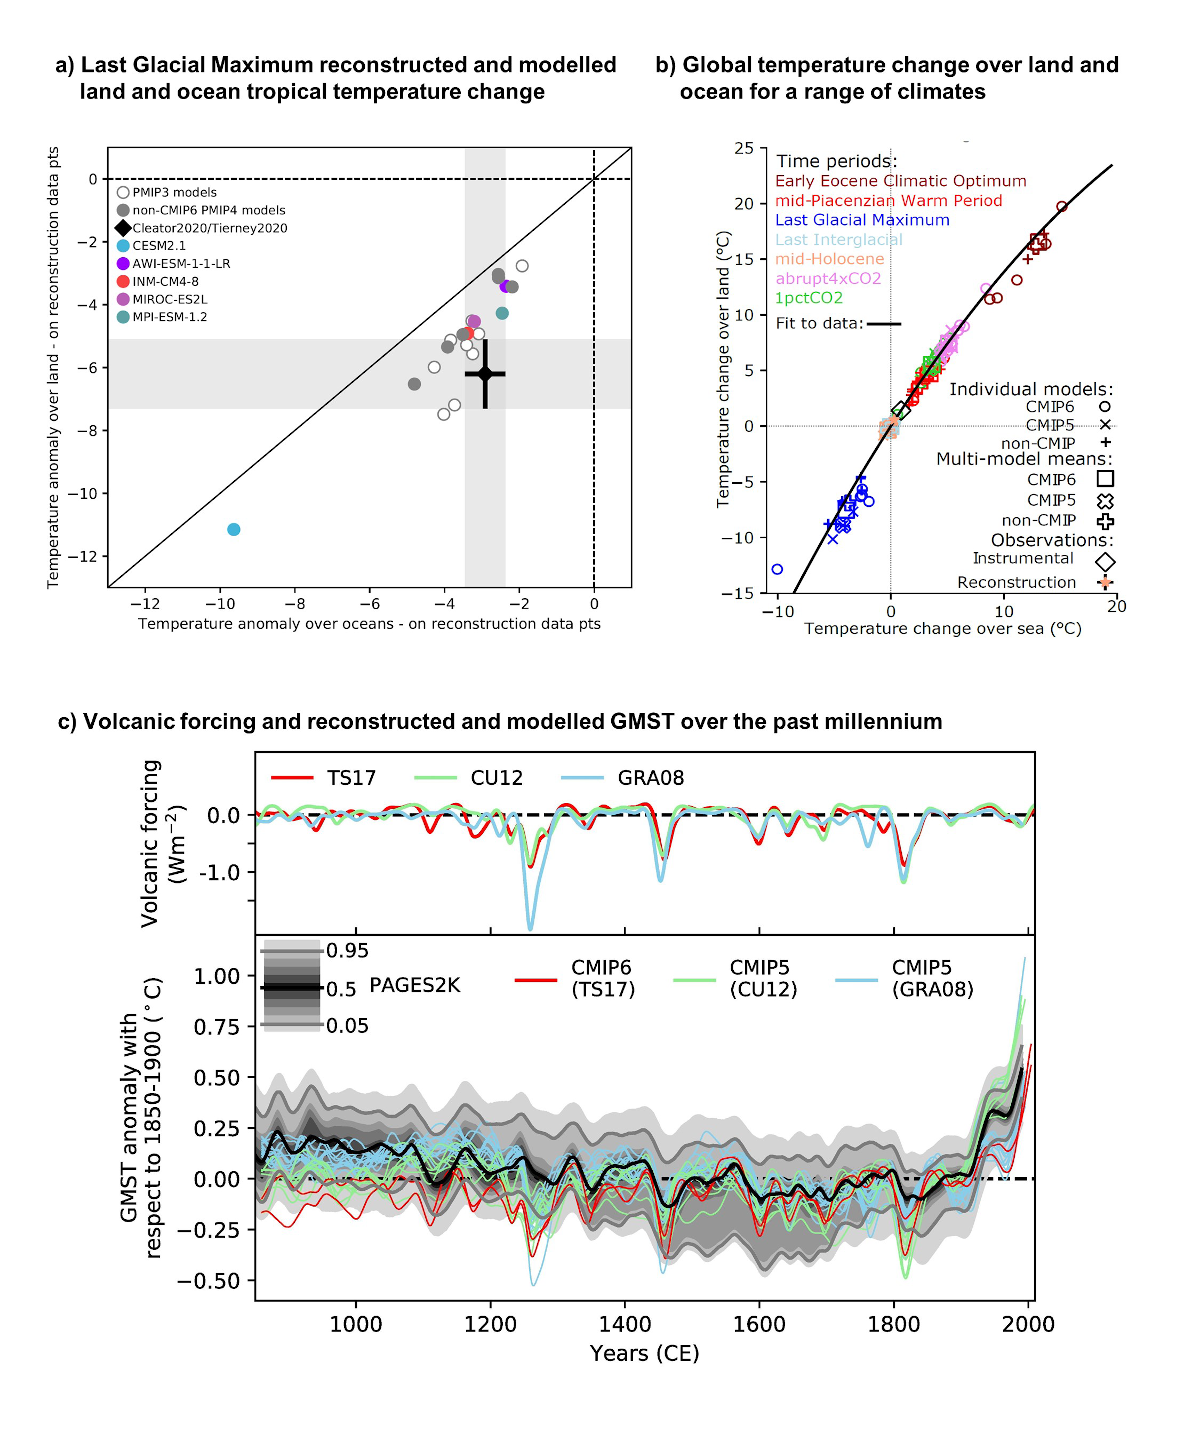 a) Last Glacial Maximum reconstructed and modelled
land and ocean tropical temperature change
b) Global temperature change over land and
ocean for a range of climates
Temperature anomaly over land - on reconstruction data pts
0
−2
−4
−6
−8
−10
−12
PMIP3 models
non-CMIP6 PMIP4 models
Cleator2020/Tierney2020
CESM2.1
AWI-ESM-1-1-LR
INM-CM4-8
MIROC-ES2L
MPI-ESM-1.2
−12 −10 −8 −6 −4 −2 0
Temperature anomaly over oceans - on reconstruction data pts
Temperature change over land (°C)
25
20
15
10
5
0
−5
−10
−15
Time periods:
Early Eocene Climatic Optimum
mid-Piacenzian Warm Period
Last Glacial Maximum
Last Interglacial
mid-Holocene
abrupt4xCO2
1pctCO2
Fit to data:
Individual models:
CMIP6
CMIP5
non-CMIP
Multi-model means:
CMIP6
CMIP5
non-CMIP
Observations:
Instrumental
Reconstruction
−10 0 10 20
Temperature change over sea (°C)
c) Volcanic forcing and reconstructed and modelled GMST over the past millennium
Volcanic forcing
(Wm−2)
0.0
-1.0
TS17 CU12 GRA08
GMST anomaly with
respect to 1850-1900 (°C)
1.00
0.75
0.50
0.25
0.00
−0.25
−0.50
0.95
0.5
0.05
PAGES2K
CMIP6
(TS17)
CMIP5
(CU12)
CMIP5
(GRA08)
1000 1200 1400 1600 1800 2000
Years (CE)